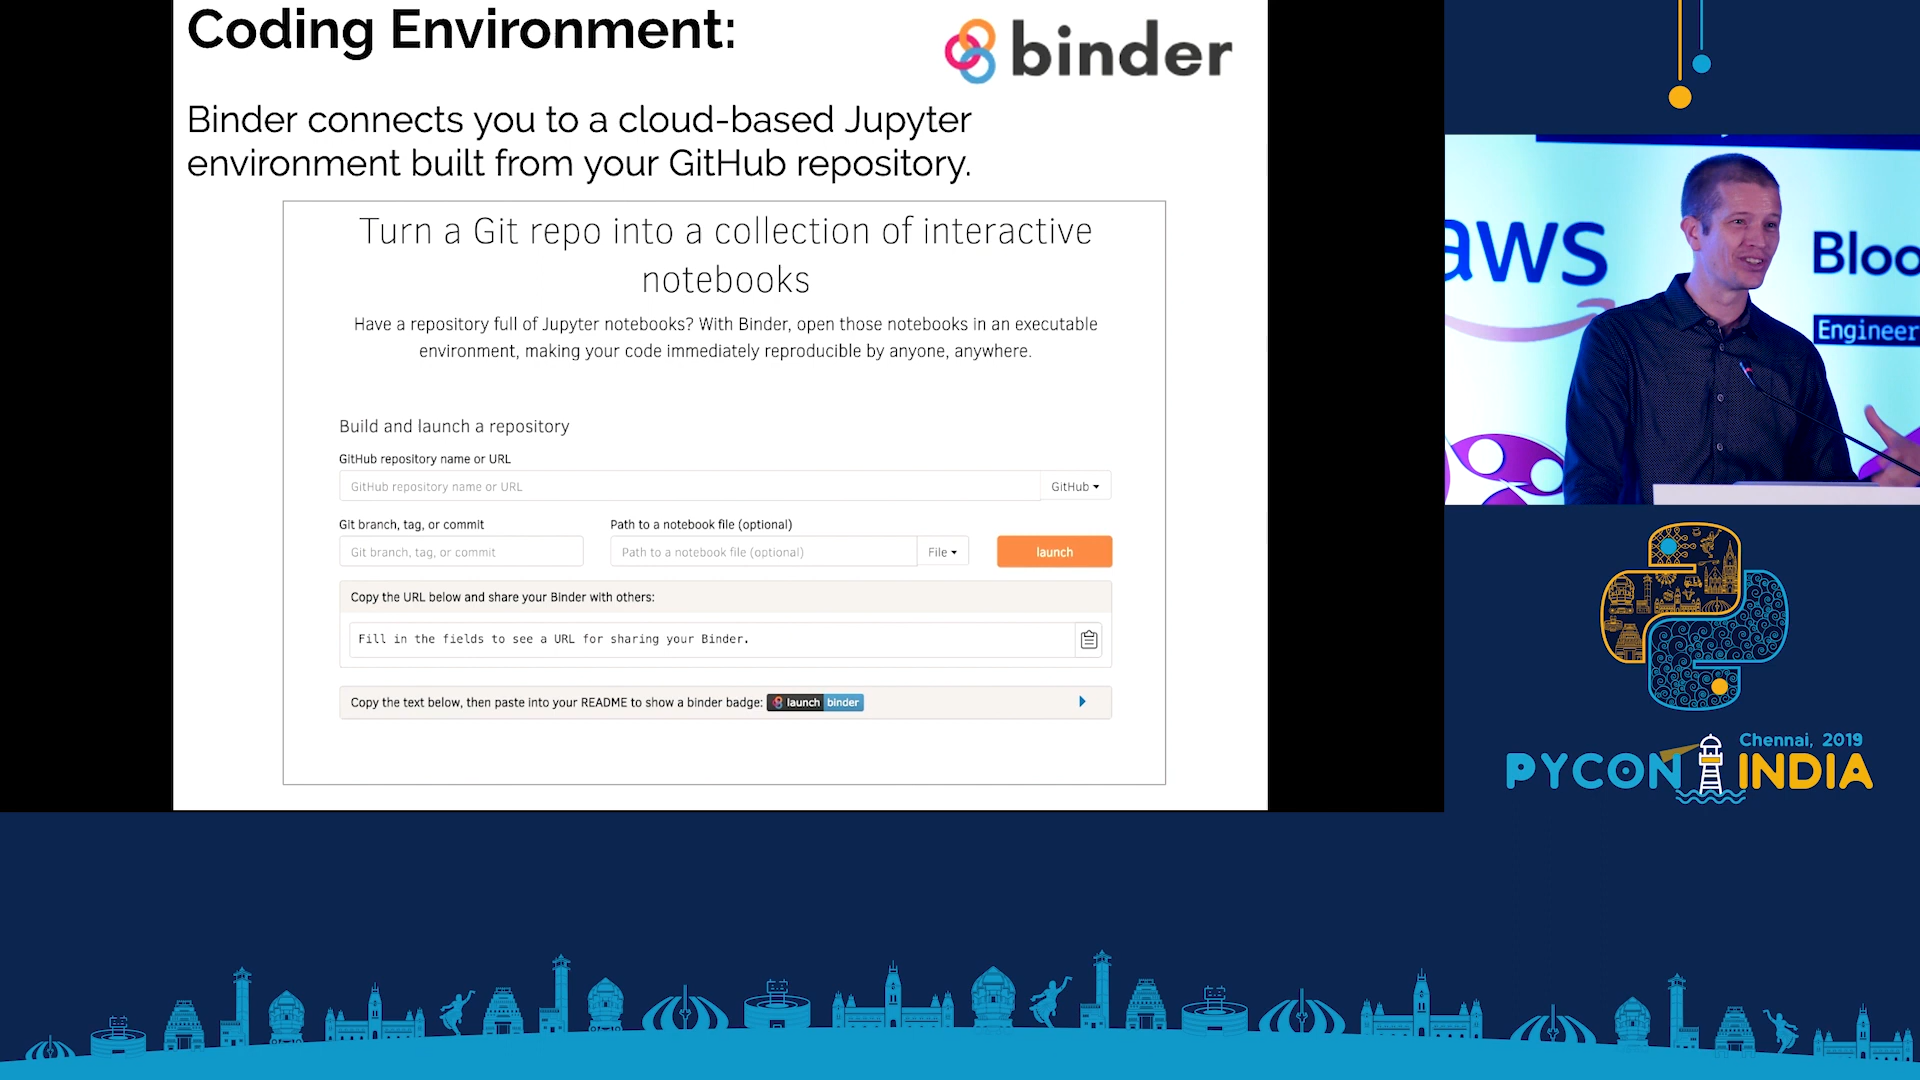 Coding Environment:
binder
Binder connects you to a cloud-based Jupyter
environment built from your GitHub repository.
Turn a Git repo into a collection of interactive
notebooks
Have a repository full of Jupyter notebooks? With Binder, open those notebooks in an executable
environment, making your code immediately reproducible by anyone, anywhere.
Build and launch a repository
GitHub repository name or URL
GitHub repository name or URL
GitHub
Git branch, tag, or commit
Path to a notebook file (optional)
Git branch, tag, or commit
Path to a notebook file (optional)
File
launch
Copy the URL below and share your Binder with others:
Fill in the fields to see a URL for sharing your Binder.
Copy the text below, then paste into your README to show a binder badge: launch binder
aws
Bloo
Engineer
Chennai, 2019
PYCON INDIA